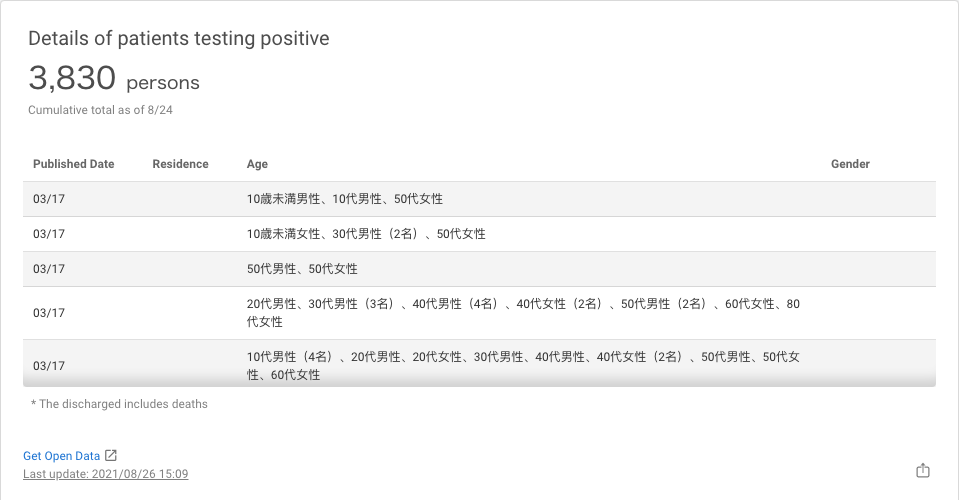 Details of patients testing positive
3,830 persons
Cumulative total as of 8/24
Published Date Residence Age Gender
03/17 10歳未満男性、10代男性、50代女性
03/17 10歳未満女性、30代男性（2名）、50代女性
03/17 50代男性、50代女性
03/17 20代男性、30代男性（3名）、40代男性（4名）、40代女性（2名）、50代男性（2名）、60代女性、80
代女性
03/17 10代男性（4名）、20代男性、20代女性、30代男性、40代男性、40代女性（2名）、50代男性、50代女
性、60代女性
* The discharged includes deaths
Get Open Data
Last update: 2021/08/26 15:09